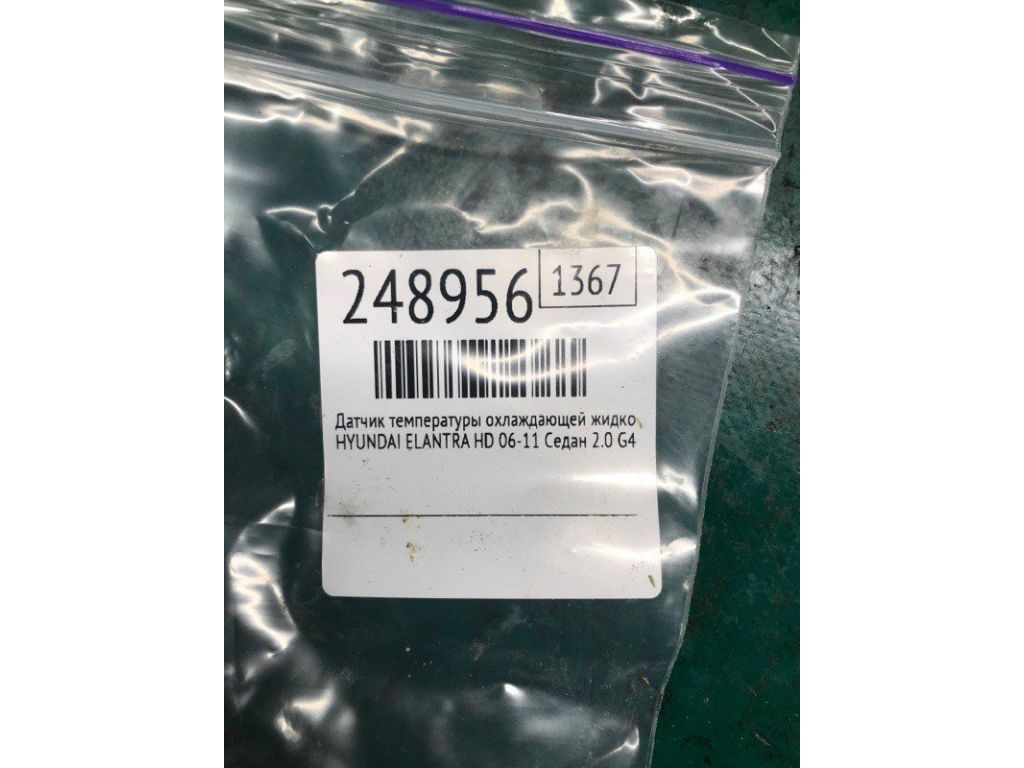 248956 1367
Датчик температуры охлаждающей жидко
HYUNDAI ELANTRA HD 06-11 Седан 2.0 G4